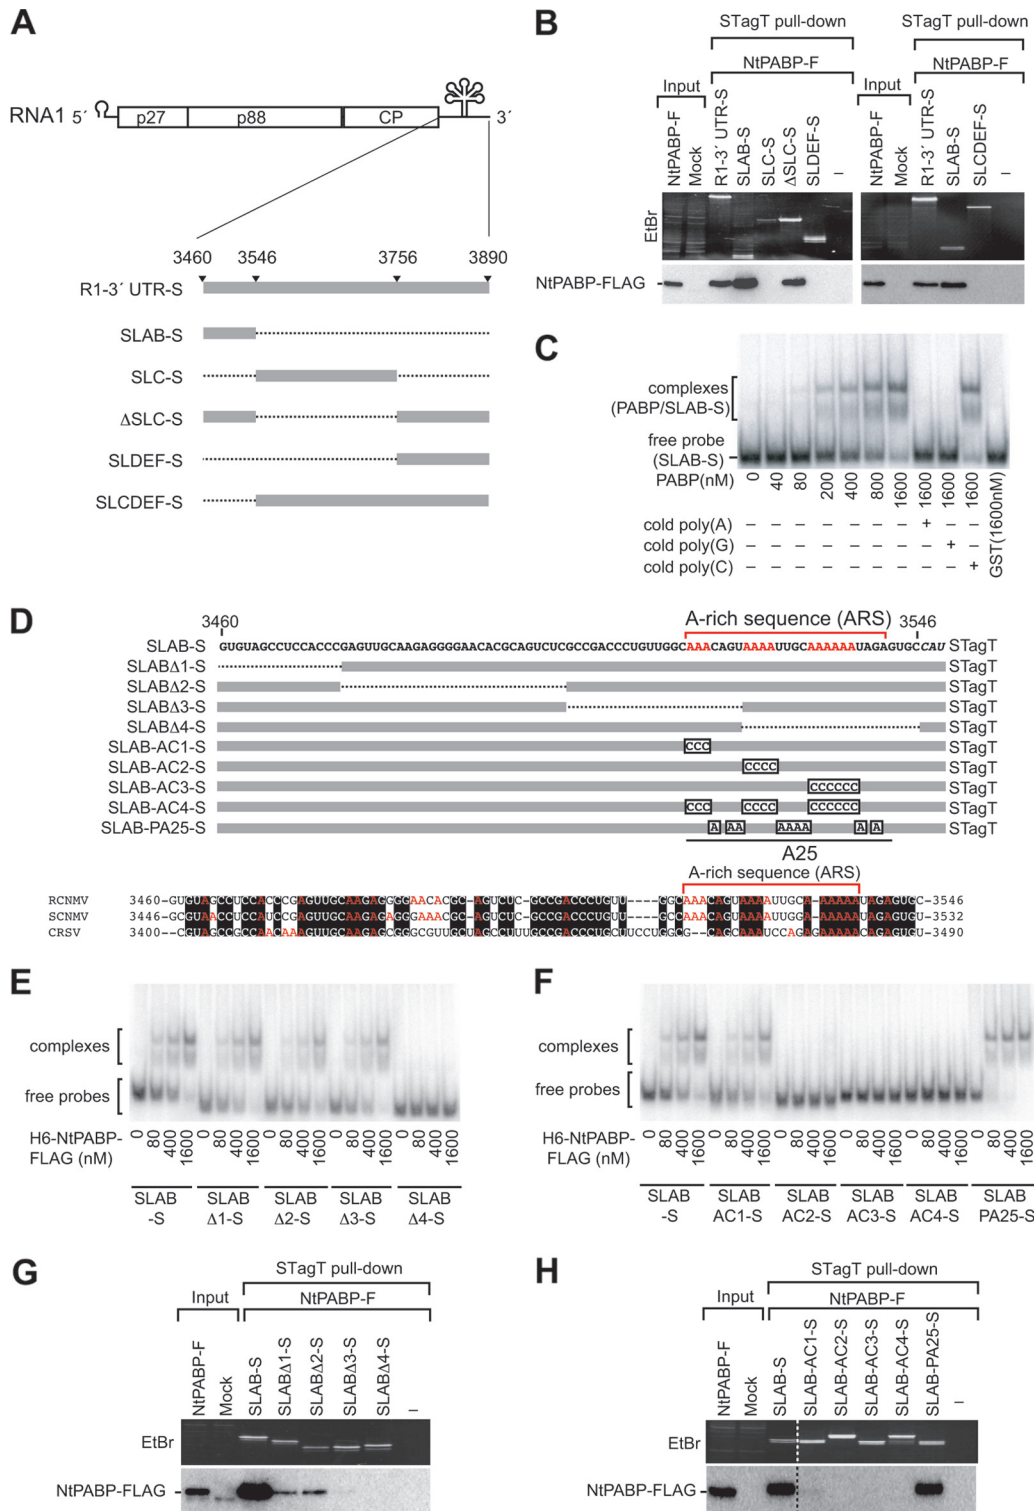 A
RNA1 5´ p27 p88 CP 3´
3460 3546 3756 3890
R1-3´ UTR-S
SLAB-S
SLC-S
ΔSLC-S
SLDEF-S
SLCDEF-S
B
STagT pull-down STagT pull-down
NtPABP-F NtPABP-F
Input Input
NtPABP-F Mock R1-3´ UTR-S SLAB-S SLC-S ΔSLC-S SLDEF-S –
NtPABP-F Mock R1-3´ UTR-S SLAB-S SLCDEF-S –
EtBr
NtPABP-FLAG
C
complexes
(PABP/SLAB-S)
free probe
(SLAB-S)
PABP(nM) 0 40 80 200 400 800 1600 1600 1600 1600 GST(1600nM)
cold poly(A) – – – – – – – + – –
cold poly(G) – – – – – – – – + –
cold poly(C) – – – – – – – – – +
D
3460 A-rich sequence (ARS) 3546
SLAB-S GUGUAGCCUCCACCCGAGUUGCAAGAGGGGAACACGCAGUCUCGCCGACCCUGUUGGCAAACAGUAAAAUUGCAAAAAAUAGAGUGCCAU STagT
SLABΔ1-S STagT
SLABΔ2-S STagT
SLABΔ3-S STagT
SLABΔ4-S STagT
SLAB-AC1-S CCC STagT
SLAB-AC2-S CCCC STagT
SLAB-AC3-S CCCCCC STagT
SLAB-AC4-S CCC CCCC CCCCCC STagT
SLAB-PA25-S A AA AAAA A A STagT
A25
A-rich sequence (ARS)
RCNMV 3460-GUGUAGCCUCCACCCGAGUUGCAAGAGGGGAACACGC-AGUCUC-GCCGACCCUGUU----GGCAAACAGUAAAAUUGCA-AAAAAUAGAGUGC-3546
SCNMV 3446-GCGUAACCUCCAUCCGAGUUGCAAGAGAGGGAAACGC-AGUCUC-GCCGACCCUGUU----GGCAAACAGUAAAAUUGCA-AAAAAUAGAGUGU-3532
CRSV 3400--CGUAGCCGCAACAAAGUUGCAAGAGCGGGCGUUGCUAGCCUUUGCCGACCCUGCUUCCUGGCG--CAGCAAAUCCAGAGAAAAACAGAGUGU-3490
E
complexes
free probes
H6-NtPABP-
FLAG (nM)
0 80 400 1600 0 80 400 1600 0 80 400 1600 0 80 400 1600 0 80 400 1600
SLAB SLAB SLAB SLAB SLAB
-S Δ1-S Δ2-S Δ3-S Δ4-S
F
complexes
free probes
H6-NtPABP-
FLAG (nM)
0 80 400 1600 0 80 400 1600 0 80 400 1600 0 80 400 1600 0 80 400 1600 0 80 400 1600
SLAB SLAB SLAB SLAB SLAB SLAB
-S AC1-S AC2-S AC3-S AC4-S PA25-S
G
STagT pull-down
Input NtPABP-F
NtPABP-F Mock SLAB-S SLABΔ1-S SLABΔ2-S SLABΔ3-S SLABΔ4-S –
EtBr
NtPABP-FLAG
H
STagT pull-down
Input NtPABP-F
NtPABP-F Mock SLAB-S SLAB-AC1-S SLAB-AC2-S SLAB-AC3-S SLAB-AC4-S SLAB-PA25-S –
EtBr
NtPABP-FLAG